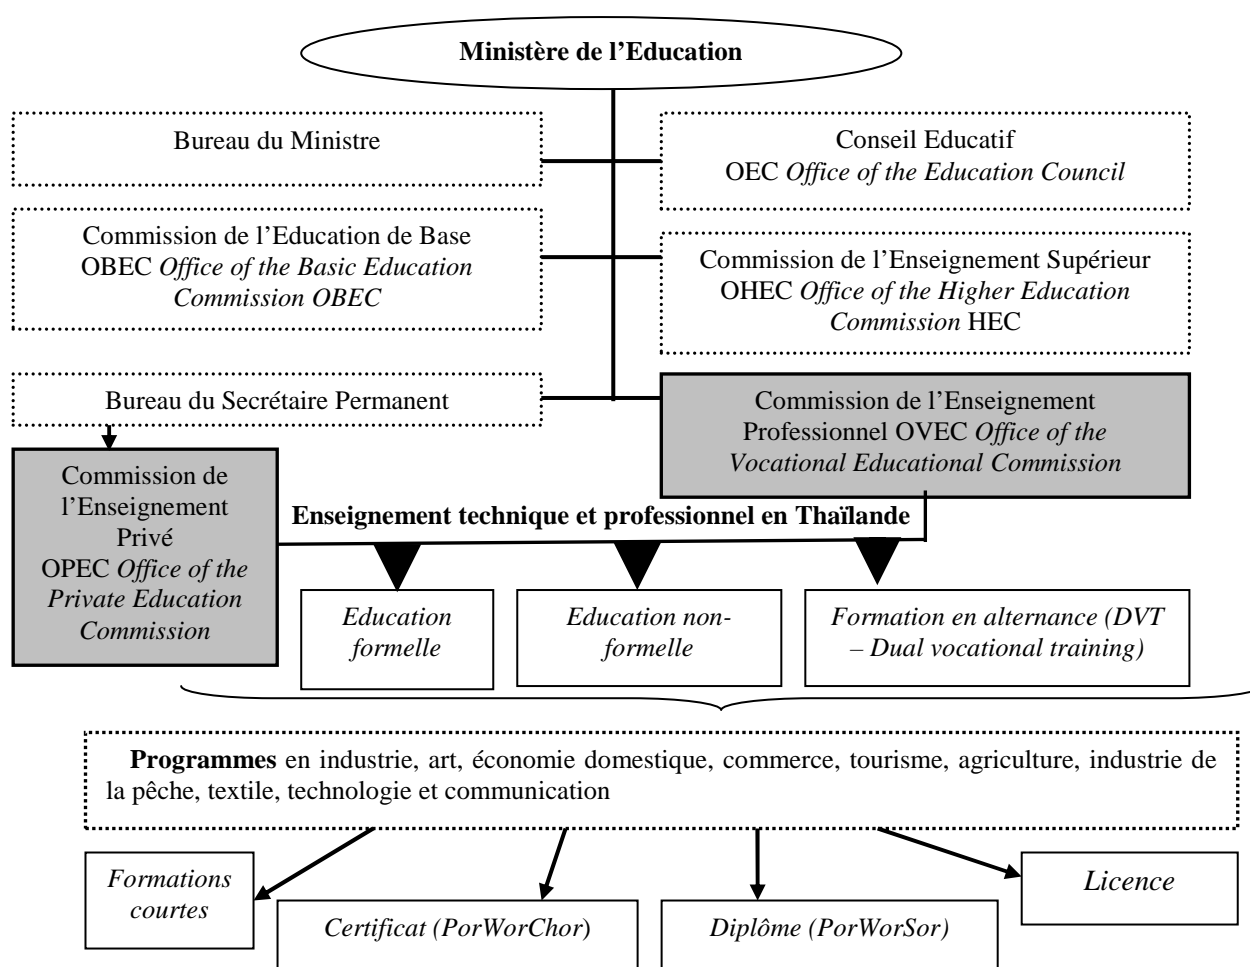 Ministère de l’Education
Bureau du Ministre
Conseil Educatif
OEC Office of the Education Council
Commission de l’Education de Base
OBEC Office of the Basic Education
Commission OBEC
Commission de l’Enseignement Supérieur
OHEC Office of the Higher Education
Commission HEC
Bureau du Secrétaire Permanent
Commission de l’Enseignement
Professionnel OVEC Office of the
Vocational Educational Commission
Commission de
l’Enseignement
Privé
OPEC Office of the
Private Education
Commission
Enseignement technique et professionnel en Thaïlande
Education
formelle
Education non-
formelle
Formation en alternance (DVT
– Dual vocational training)
Programmes en industrie, art, économie domestique, commerce, tourisme, agriculture, industrie de
la pêche, textile, technologie et communication
Formations
courtes
Certificat (PorWorChor)
Diplôme (PorWorSor)
Licence